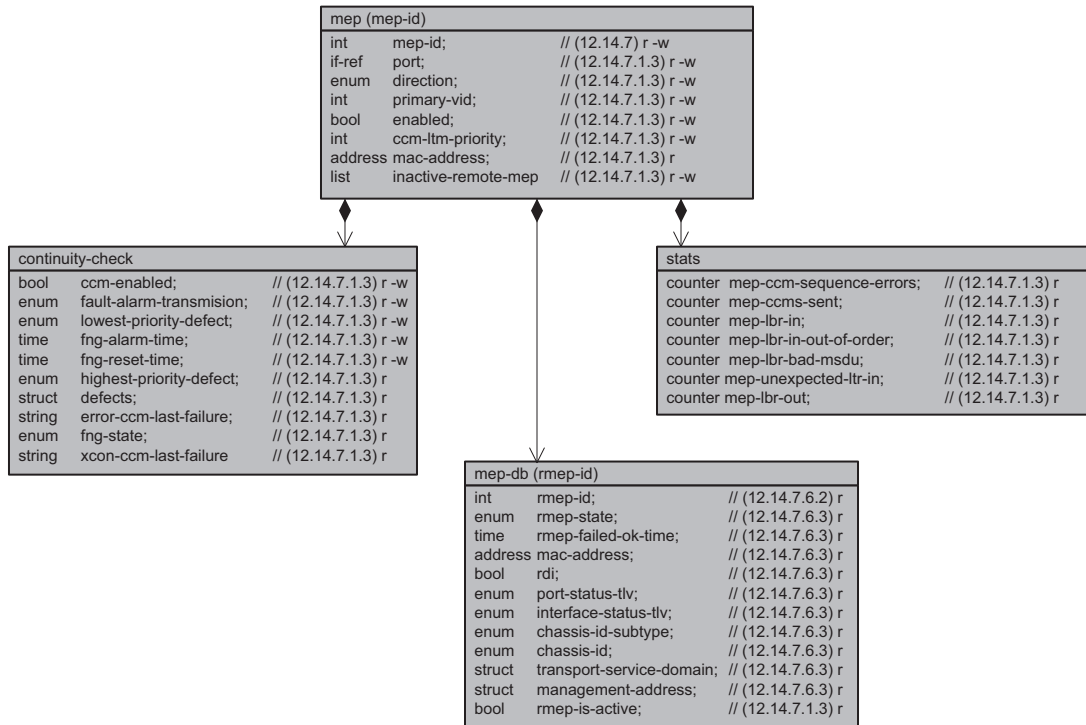 mep (mep-id)
int mep-id; // (12.14.7) r -w
if-ref port; // (12.14.7.1.3) r -w
enum direction; // (12.14.7.1.3) r -w
int primary-vid; // (12.14.7.1.3) r -w
bool enabled; // (12.14.7.1.3) r -w
int ccm-ltm-priority; // (12.14.7.1.3) r -w
address mac-address; // (12.14.7.1.3) r
list inactive-remote-mep // (12.14.7.1.3) r -w
continuity-check
bool ccm-enabled; // (12.14.7.1.3) r -w
enum fault-alarm-transmision; // (12.14.7.1.3) r -w
enum lowest-priority-defect; // (12.14.7.1.3) r -w
time fng-alarm-time; // (12.14.7.1.3) r -w
time fng-reset-time; // (12.14.7.1.3) r -w
enum highest-priority-defect; // (12.14.7.1.3) r
struct defects; // (12.14.7.1.3) r
string error-ccm-last-failure; // (12.14.7.1.3) r
enum fng-state; // (12.14.7.1.3) r
string xcon-ccm-last-failure // (12.14.7.1.3) r
stats
counter mep-ccm-sequence-errors; // (12.14.7.1.3) r
counter mep-ccms-sent; // (12.14.7.1.3) r
counter mep-lbr-in; // (12.14.7.1.3) r
counter mep-lbr-in-out-of-order; // (12.14.7.1.3) r
counter mep-lbr-bad-msdu; // (12.14.7.1.3) r
counter mep-unexpected-ltr-in; // (12.14.7.1.3) r
counter mep-lbr-out; // (12.14.7.1.3) r
mep-db (rmep-id)
int rmep-id; // (12.14.7.6.2) r
enum rmep-state; // (12.14.7.6.3) r
time rmep-failed-ok-time; // (12.14.7.6.3) r
address mac-address; // (12.14.7.6.3) r
bool rdi; // (12.14.7.6.3) r
enum port-status-tlv; // (12.14.7.6.3) r
enum interface-status-tlv; // (12.14.7.6.3) r
enum chassis-id-subtype; // (12.14.7.6.3) r
enum chassis-id; // (12.14.7.6.3) r
struct transport-service-domain; // (12.14.7.6.3) r
struct management-address; // (12.14.7.6.3) r
bool rmep-is-active; // (12.14.7.1.3) r